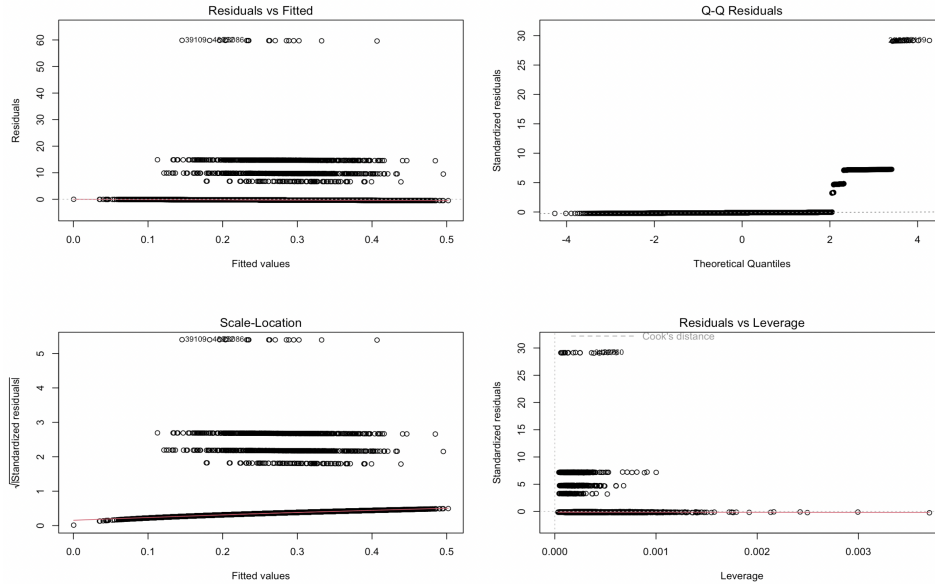 Residuals vs Fitted
Residuals
60
50
40
30
20
10
0
39109
0.0 0.1 0.2 0.3 0.4 0.5
Fitted values
Q-Q Residuals
Standardized residuals
30
25
20
15
10
5
0
-4 -2 0 2 4
Theoretical Quantiles
Scale-Location
√|Standardized residuals|
5
4
3
2
1
0
39109
0.0 0.1 0.2 0.3 0.4 0.5
Fitted values
Residuals vs Leverage
Standardized residuals
30
25
20
15
10
5
0
Cook's distance
0.000 0.001 0.002 0.003
Leverage